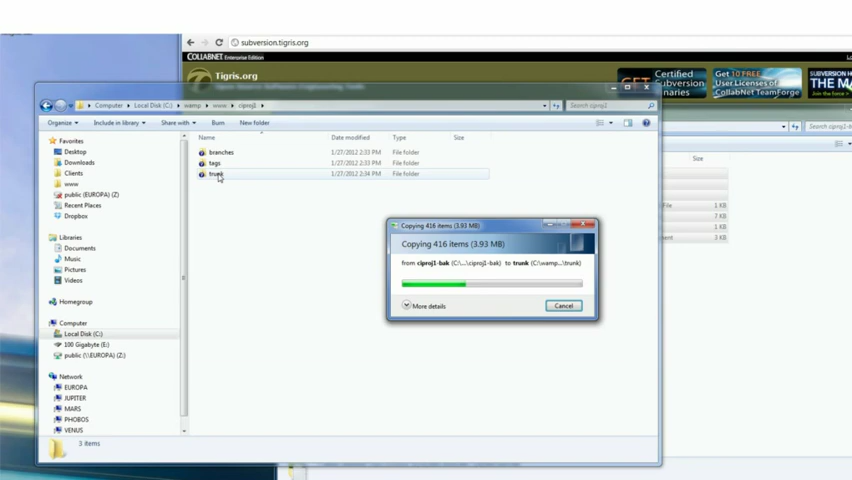 subversion.tigris.org
COLLABNET Enterprise Edition
Tigris.org
GET Certified Subversion Binaries
Get 10 FREE User Licenses of CollabNet TeamForge
SUBVERSION
THE MA
Computer Local Disk (C:) wamp www ciproj1
Search ciproj1
Organize Include in library Share with Burn New folder
Search ciproj1-
Favorites
Desktop
Downloads
Clients
www
public (EUROPA) (Z)
Recent Places
Dropbox
Libraries
Documents
Music
Pictures
Videos
Homegroup
Computer
Local Disk (C:)
100 Gigabyte (E:)
public (\\EUROPA) (Z:)
Network
EUROPA
JUPITER
MARS
PHOBOS
VENUS
Name Date modified Type Size
branches 1/27/2012 2:33 PM File folder
tags 1/27/2012 2:33 PM File folder
trunk 1/27/2012 2:34 PM File folder
3 items
Copying 416 items (3.93 MB)
Copying 416 items (3.93 MB)
from ciproj1-bak (C:\...\ciproj1-bak) to trunk (C:\wamp...\trunk)
More details
Cancel
Size
1 KB
7 KB
1 KB
3 KB